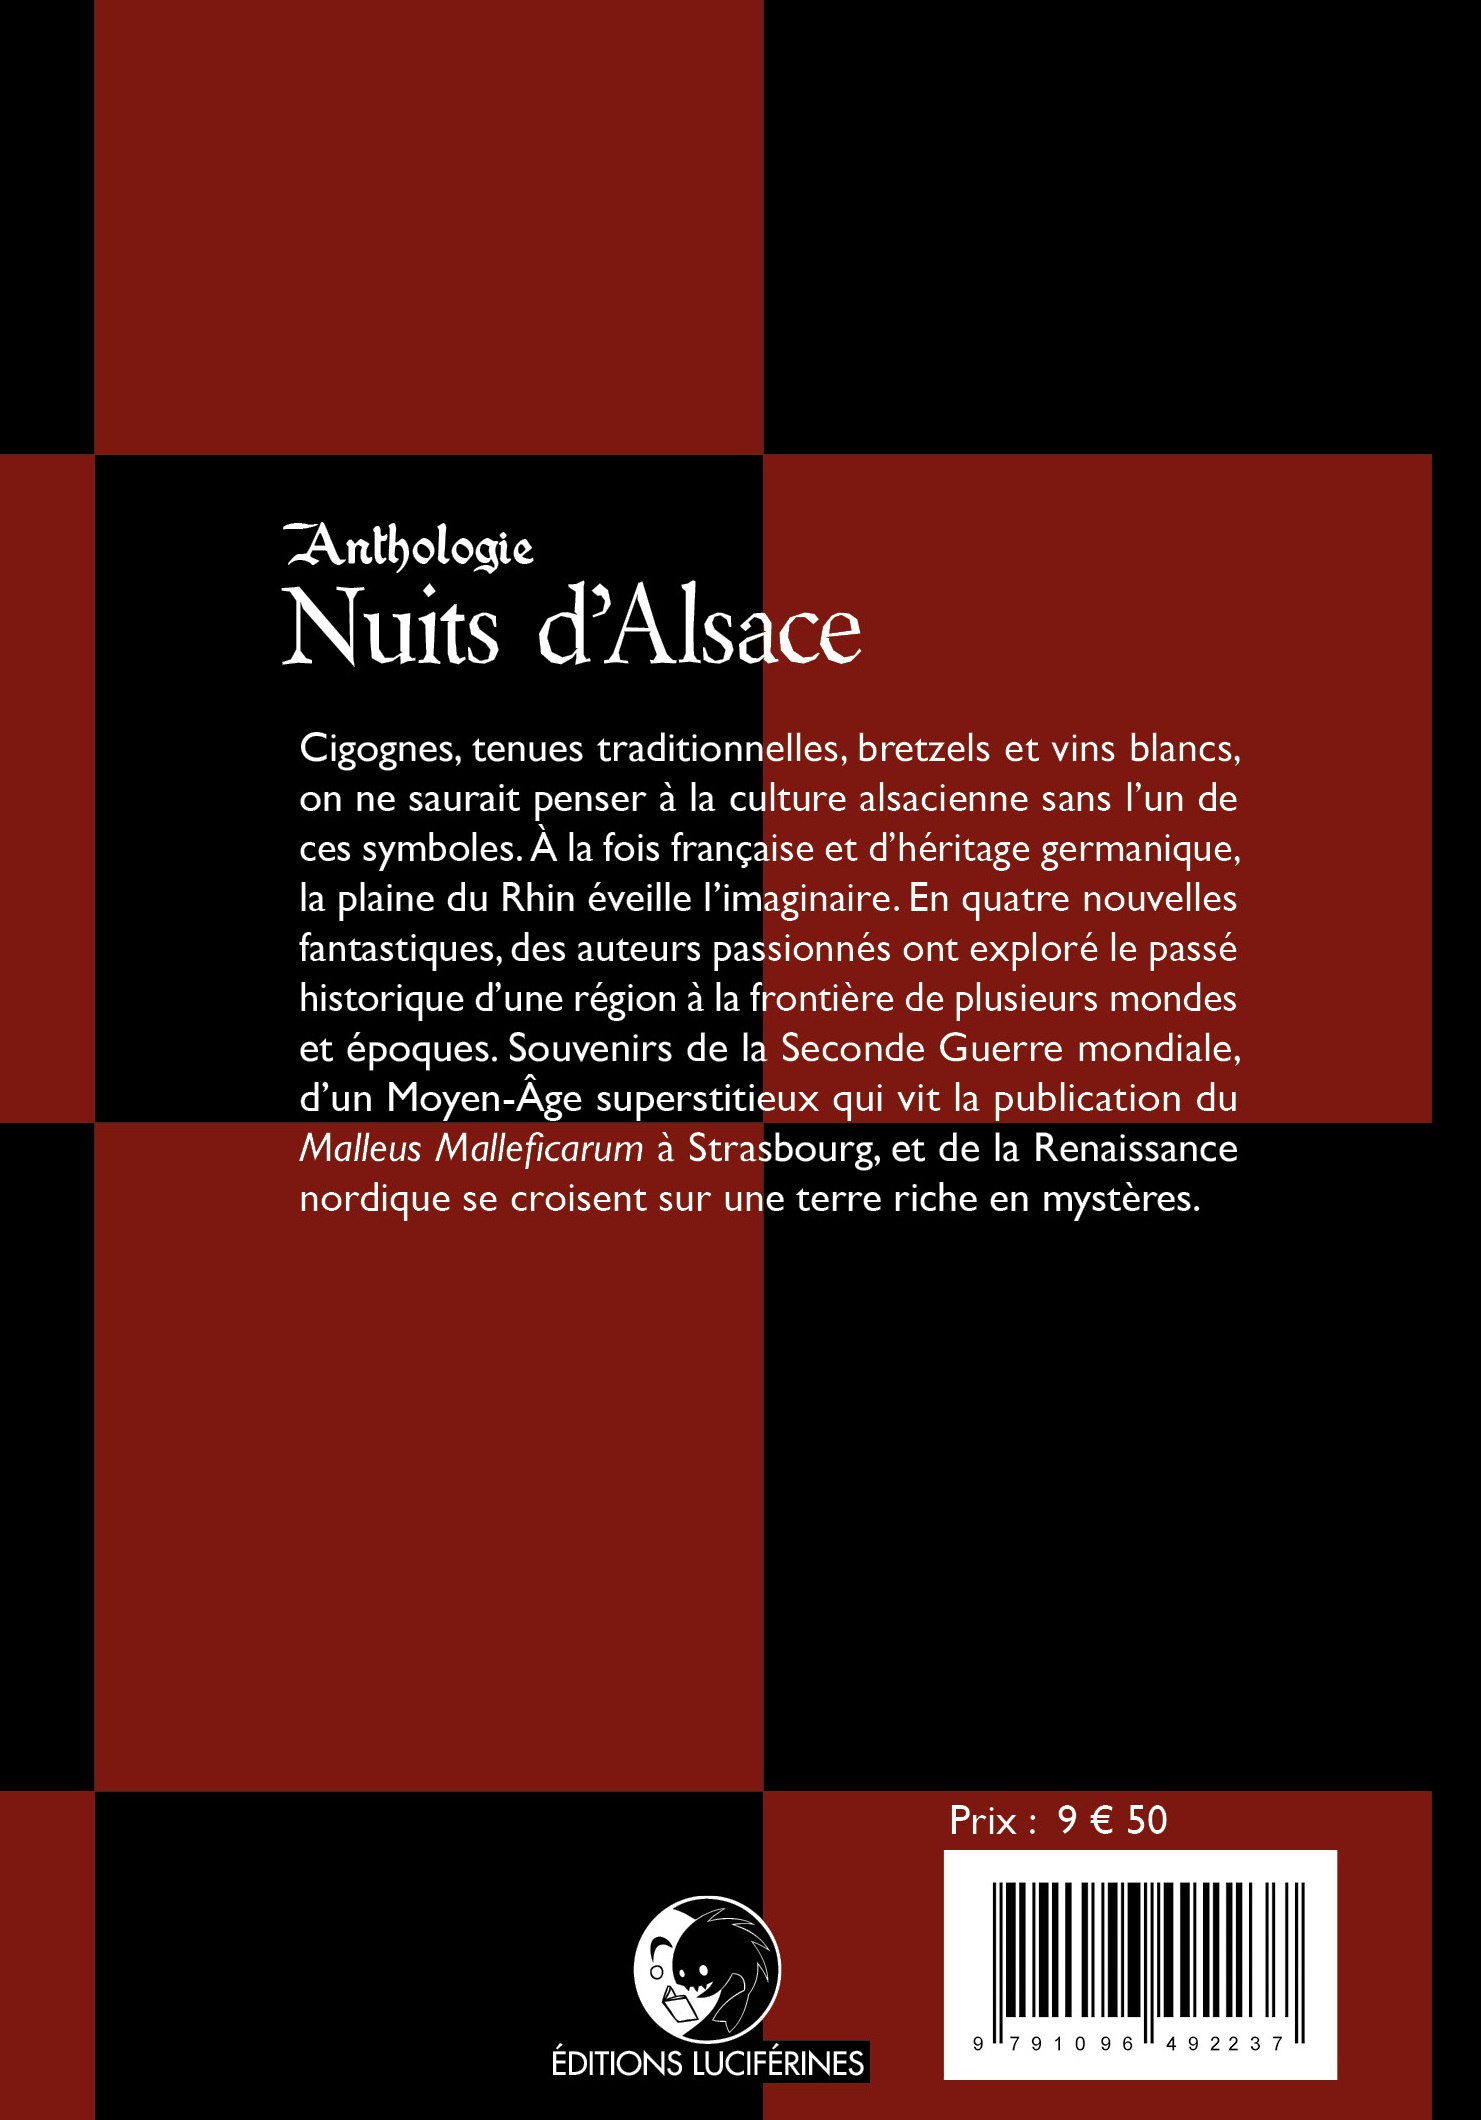 Anthologie
Nuits d’Alsace
Cigognes, tenues traditionnelles, bretzels et vins blancs,
on ne saurait penser à la culture alsacienne sans l’un de
ces symboles. À la fois française et d’héritage germanique,
la plaine du Rhin éveille l’imaginaire. En quatre nouvelles
fantastiques, des auteurs passionnés ont exploré le passé
historique d’une région à la frontière de plusieurs mondes
et époques. Souvenirs de la Seconde Guerre mondiale,
d’un Moyen-Âge superstitieux qui vit la publication du
Malleus Malleficarum à Strasbourg, et de la Renaissance
nordique se croisent sur une terre riche en mystères.
Prix : 9 € 50
9 791096 492237
ÉDITIONS LUCIFÉRINES